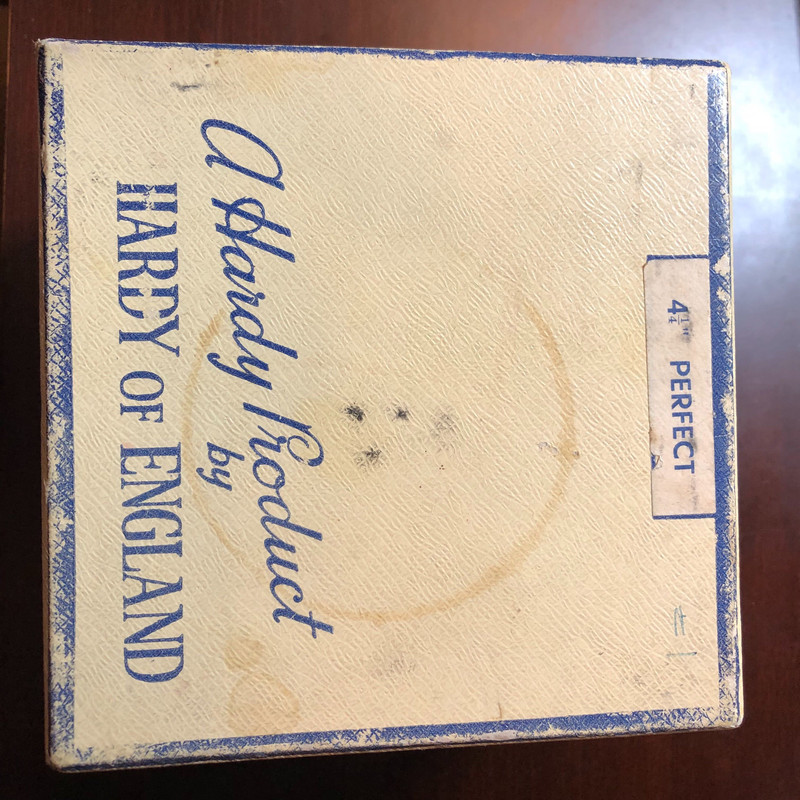 4¼" PERFECT
A Hardy Product
by
HARDY OF ENGLAND